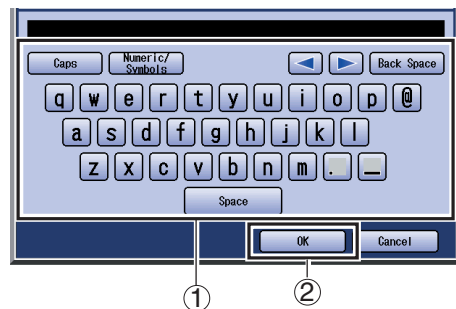 Caps Numeric/ Symbols Back Space
q w e r t y u i o p @
a s d f g h j k l
z x c v b n m . _
Space
OK Cancel
① ②